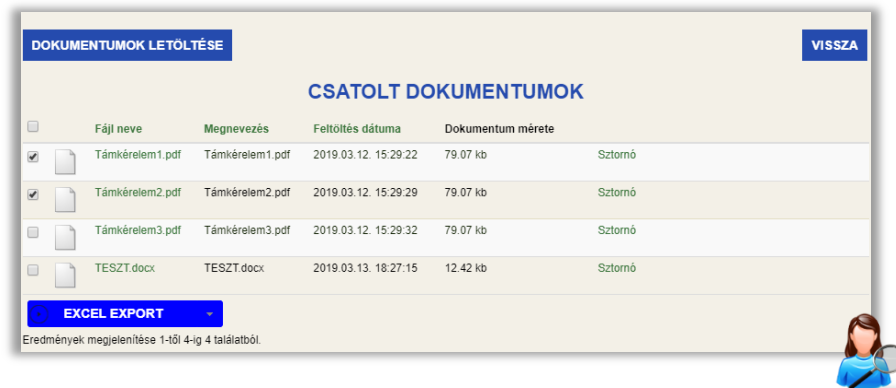 DOKUMENTUMOK LETÖLTÉSE VISSZA
CSATOLT DOKUMENTUMOK
Fájl neve Megnevezés Feltöltés dátuma Dokumentum mérete
Támkérelem1.pdf Támkérelem1.pdf 2019.03.12. 15:29:22 79.07 kb Sztornó
Támkérelem2.pdf Támkérelem2.pdf 2019.03.12. 15:29:29 79.07 kb Sztornó
Támkérelem3.pdf Támkérelem3.pdf 2019.03.12. 15:29:32 79.07 kb Sztornó
TESZT.docx TESZT.docx 2019.03.13. 18:27:15 12.42 kb Sztornó
EXCEL EXPORT
Eredmények megjelenítése 1-től 4-ig 4 találatból.